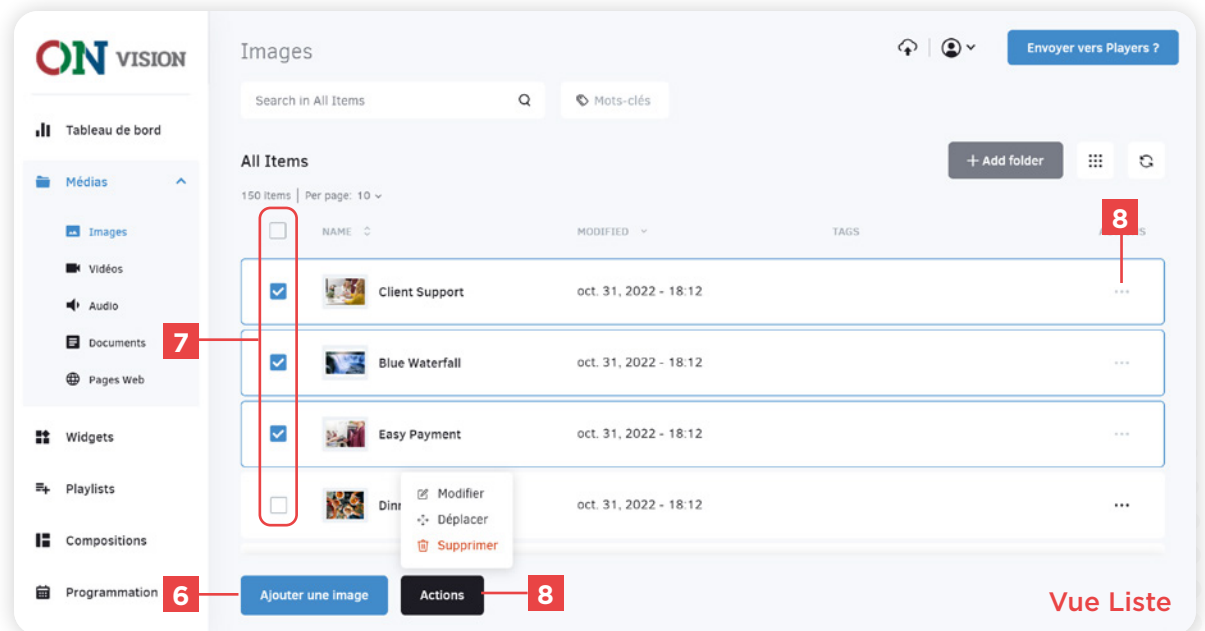 ON VISION
Images
Envoyer vers Players ?
Search in All Items
Mots-clés
Tableau de bord
All Items
+ Add folder
Médias
150 Items | Per page: 10
8
NAME
MODIFIED
TAGS
S
Images
Vidéos
Client Support
oct. 31, 2022 - 18:12
...
Audio
Documents
7
Blue Waterfall
oct. 31, 2022 - 18:12
...
Pages Web
Widgets
Easy Payment
oct. 31, 2022 - 18:12
...
Playlists
Modifier
Din
oct. 31, 2022 - 18:12
...
Déplacer
Supprimer
Compositions
Programmation
6
Ajouter une image
Actions
8
Vue Liste